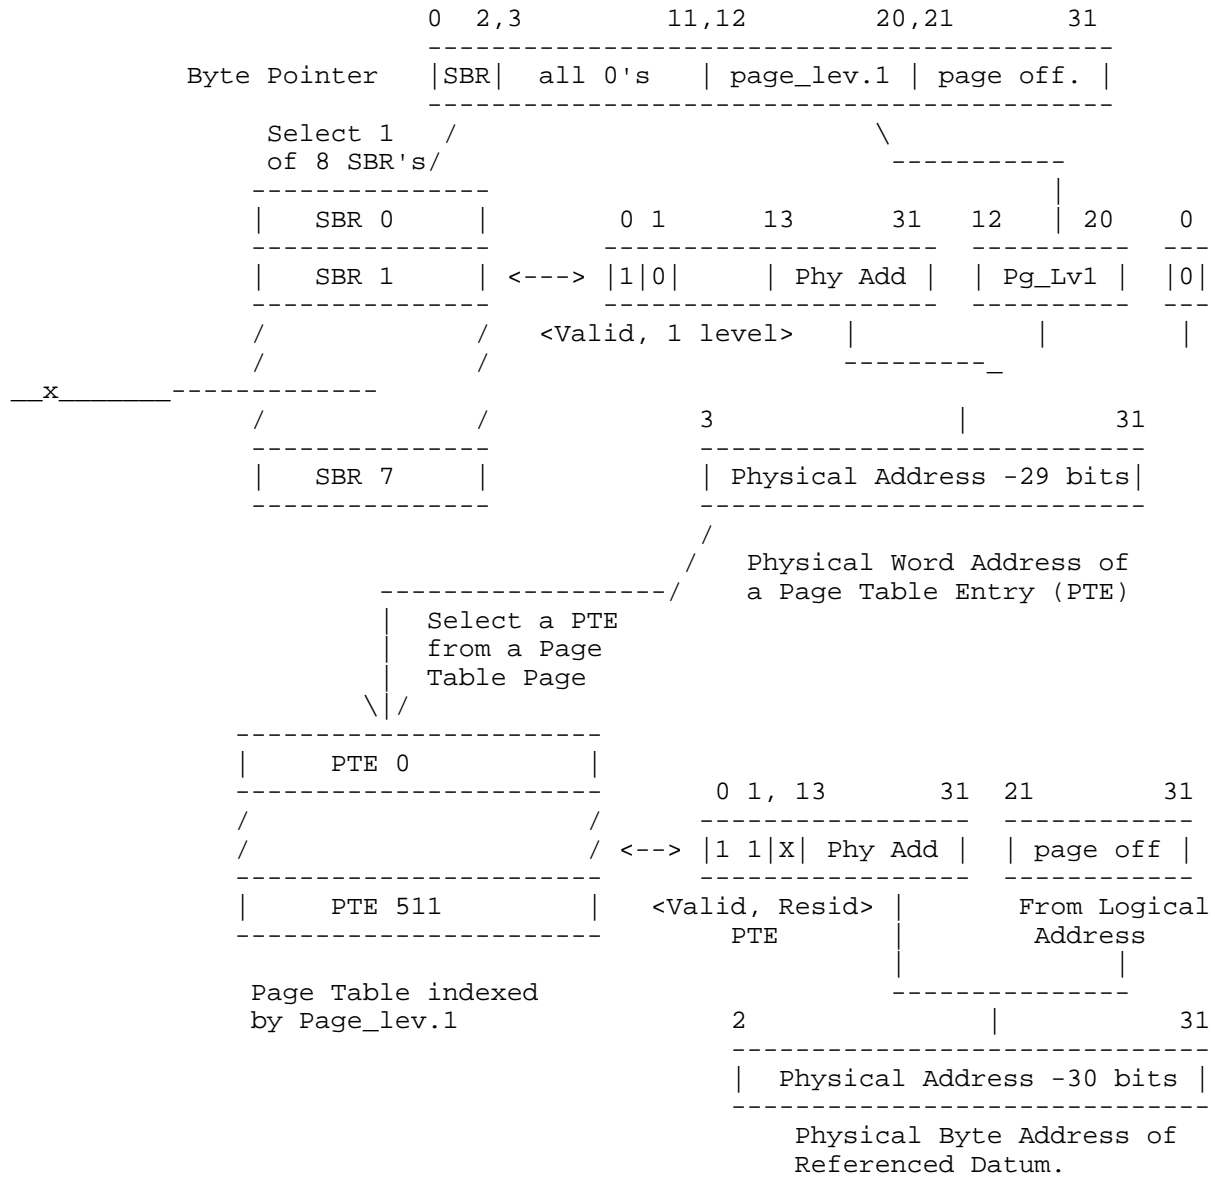 0 2,3 11,12 20,21 31
Byte Pointer |SBR| all 0's | page_lev.1 | page off. |
Select 1 / \
of 8 SBR's/
| SBR 0 | 0 1 13 31 12 | 20 0
| SBR 1 | <---> |1|0| | Phy Add | | Pg_Lv1 | |0|
/ / <Valid, 1 level> | | |
__x_______-------------
/ / 3 | 31
| SBR 7 | | Physical Address -29 bits|
/ Physical Word Address of
------------------/ a Page Table Entry (PTE)
| Select a PTE
| from a Page
| Table Page
\|/
| PTE 0 |
0 1, 13 31 21 31
/ / <--> |1 1|X| Phy Add | | page off |
| PTE 511 | <Valid, Resid> | From Logical
PTE | Address
Page Table indexed
by Page_lev.1 2 | 31
| Physical Address -30 bits |
Physical Byte Address of
Referenced Datum.